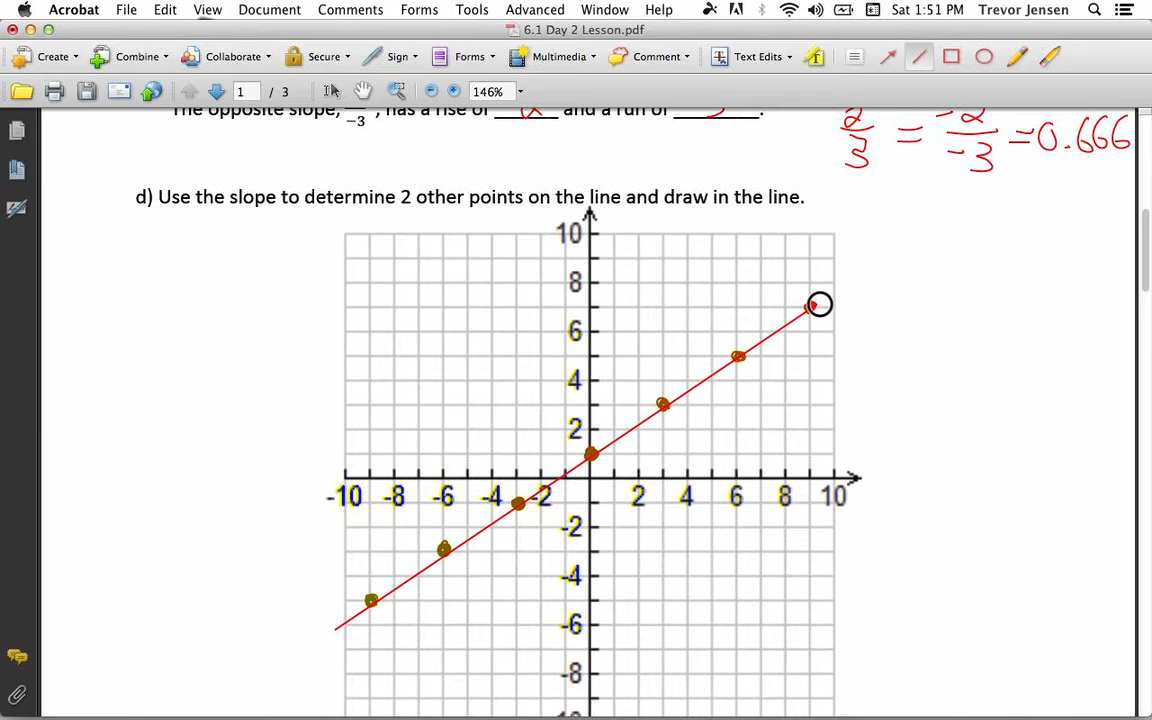 Acrobat File Edit View Document Comments Forms Tools Advanced Window Help Sat 1:51 PM Trevor Jensen
6.1 Day 2 Lesson.pdf
Create Combine Collaborate Secure Sign Forms Multimedia Comment Text Edits
1 / 3 146%
The opposite slope, /-3, has a rise of ____ and a run of ____.
2/3 = -2/-3 = 0.666
d) Use the slope to determine 2 other points on the line and draw in the line.
10
8
6
4
2
-10 -8 -6 -4 -2 2 4 6 8 10
-2
-4
-6
-8